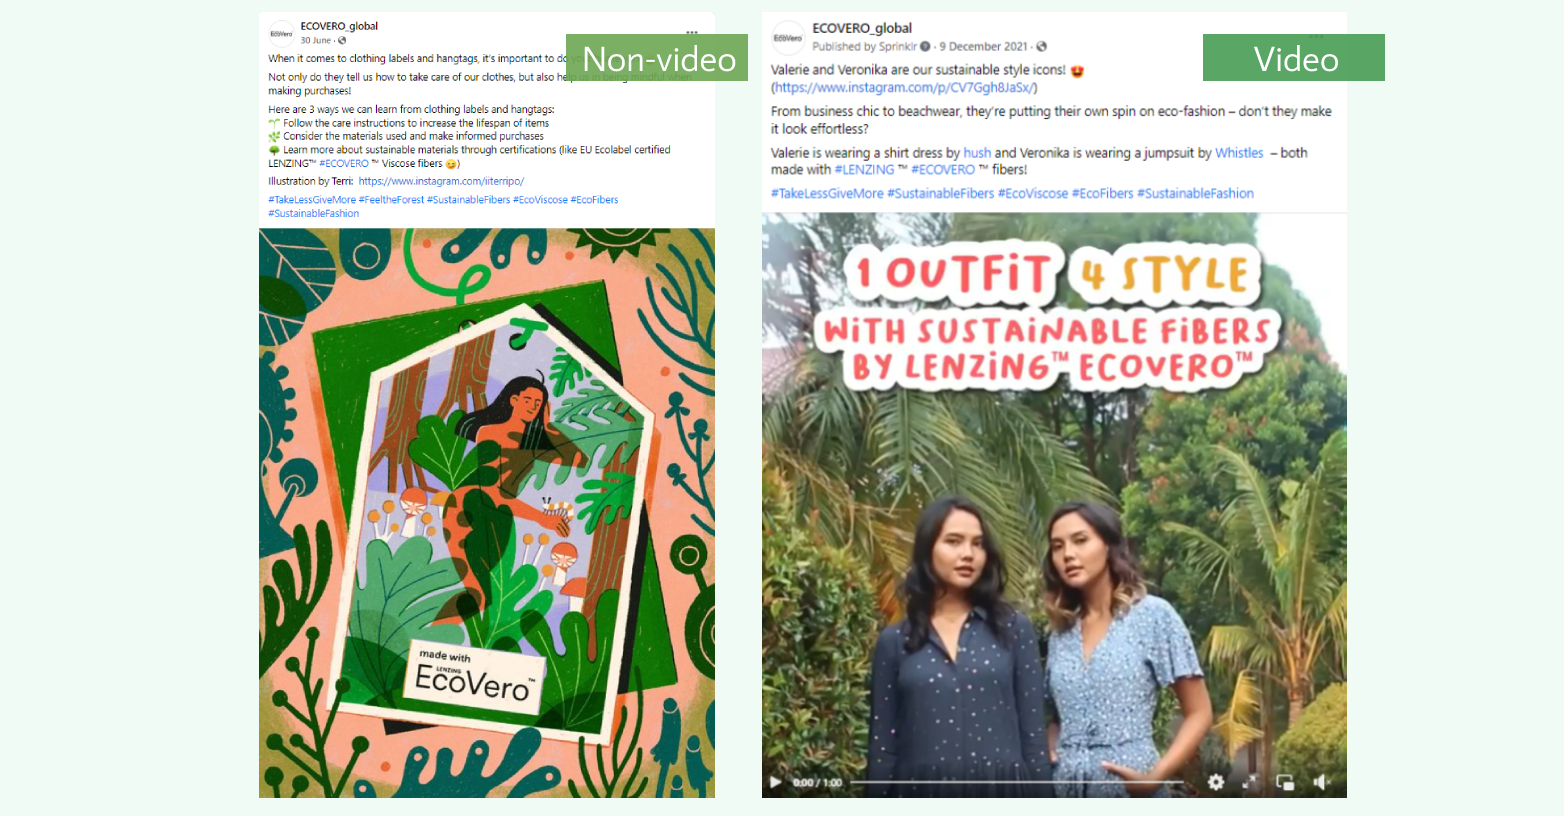 ECOVERO_global
30 June
Non-video
When it comes to clothing labels and hangtags, it's important to do
Not only do they tell us how to take care of our clothes, but also help us in being mindful when
making purchases!
Here are 3 ways we can learn from clothing labels and hangtags:
🌱 Follow the care instructions to increase the lifespan of items
🌿 Consider the materials used and make informed purchases
🌳 Learn more about sustainable materials through certifications (like EU Ecolabel certified
LENZING™ #ECOVERO ™ Viscose fibers 😉)
Illustration by Terri: https://www.instagram.com/iiterripo/
#TakeLessGiveMore #FeeltheForest #SustainableFibers #EcoViscose #EcoFibers
#SustainableFashion
made with
LENZING
EcoVero™
EcoVero
ECOVERO_global
Published by Sprinklr · 9 December 2021 ·
Video
Valerie and Veronika are our sustainable style icons! 🤩
(https://www.instagram.com/p/CV7Ggh8JaSx/)
From business chic to beachwear, they're putting their own spin on eco-fashion – don't they make
it look effortless?
Valerie is wearing a shirt dress by hush and Veronika is wearing a jumpsuit by Whistles – both
made with #LENZING ™ #ECOVERO ™ fibers!
#TakeLessGiveMore #SustainableFibers #EcoViscose #EcoFibers #SustainableFashion
1 OUTFiT 4 STYLE
WiTH SUSTAiNABLE FiBERS
BY LENZiNG™ ECOVERO™
0:00 / 1:00